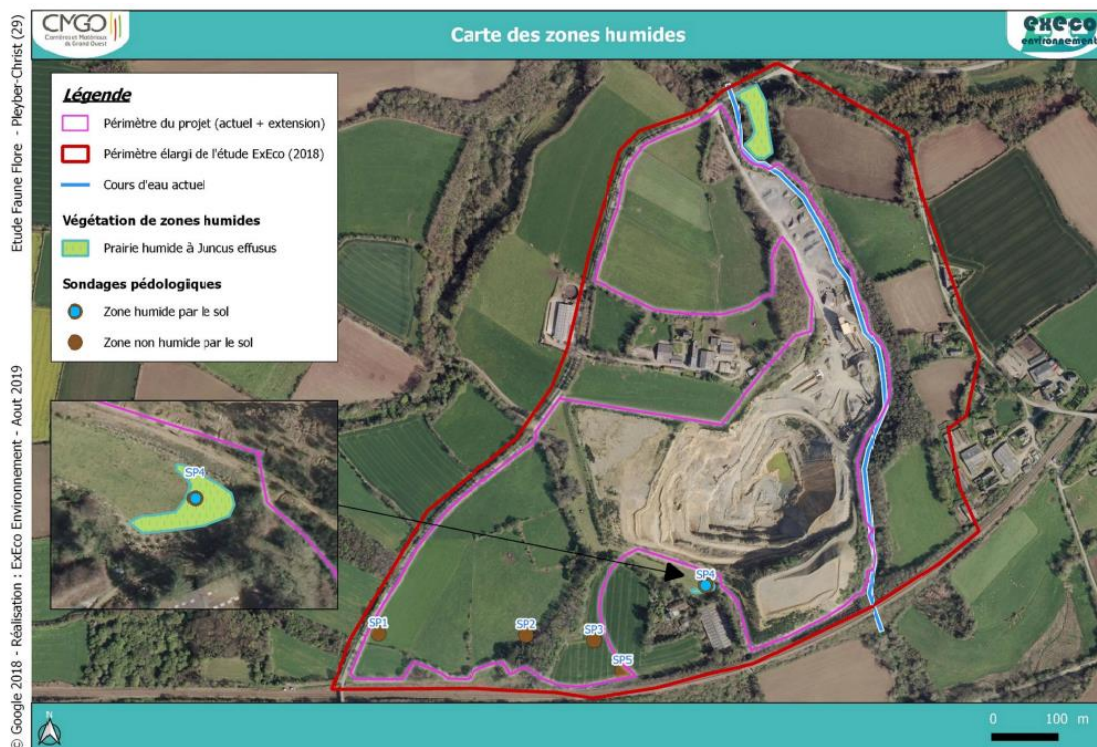 CMGO
Carrières et Matériaux
du Grand Ouest
Carte des zones humides
exEco
environnement
Etude Faune Flore - Pleyber-Christ (29)
© Google 2018 - Réalisation : ExEco Environnement - Aout 2019
Légende
Périmètre du projet (actuel + extension)
Périmètre élargi de l'étude ExEco (2018)
Cours d'eau actuel
Végétation de zones humides
Prairie humide à Juncus effusus
Sondages pédologiques
Zone humide par le sol
Zone non humide par le sol
SP4
SP4
SP1
SP2
SP3
SP5
N
0 100 m